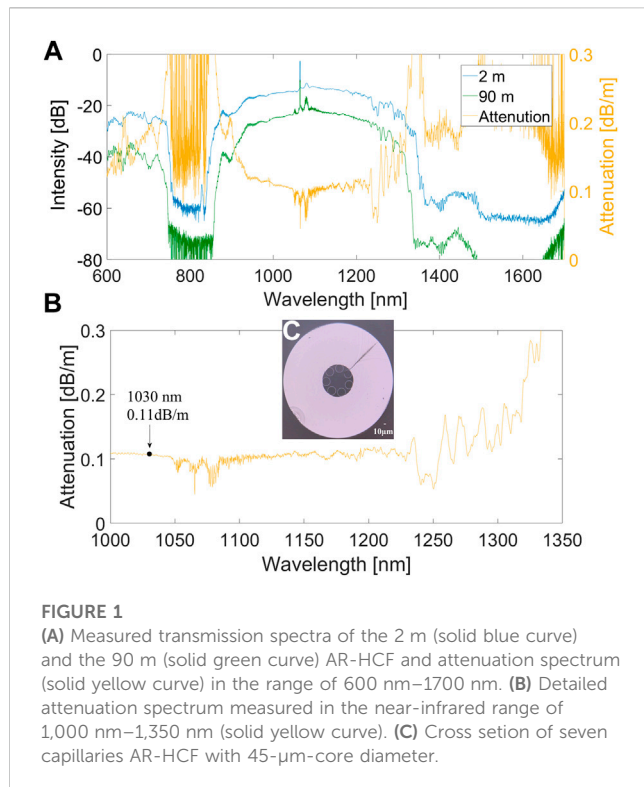 A
0
-20
-40
-60
-80
Intensity [dB]
0.3
0.2
0.1
0
Attenuation [dB/m]
2 m
90 m
Attenution
600 800 1000 1200 1400 1600
Wavelength [nm]
B
0.3
0.2
0.1
0
Attenuation [dB/m]
1030 nm
0.11dB/m
C
10μm
1000 1050 1100 1150 1200 1250 1300 1350
Wavelength [nm]
FIGURE 1
(A) Measured transmission spectra of the 2 m (solid blue curve)
and the 90 m (solid green curve) AR-HCF and attenuation spectrum
(solid yellow curve) in the range of 600 nm–1700 nm. (B) Detailed
attenuation spectrum measured in the near-infrared range of
1,000 nm–1,350 nm (solid yellow curve). (C) Cross setion of seven
capillaries AR-HCF with 45-μm-core diameter.